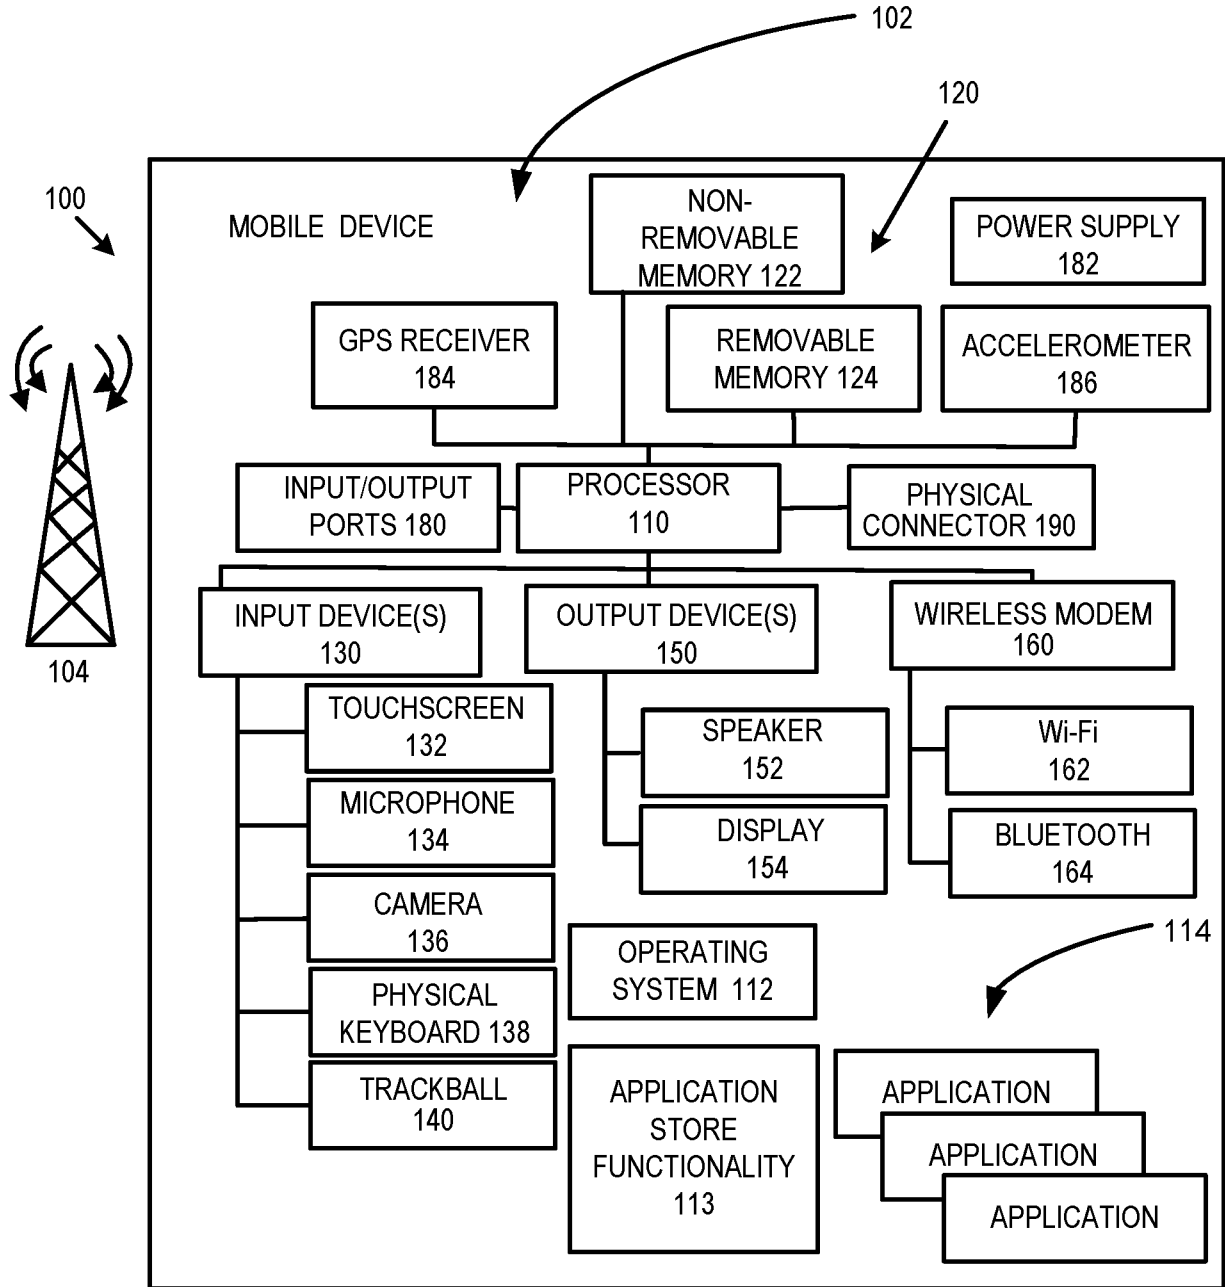 102
120
100
MOBILE DEVICE
NON-
REMOVABLE
MEMORY 122
POWER SUPPLY
182
GPS RECEIVER
184
REMOVABLE
MEMORY 124
ACCELEROMETER
186
INPUT/OUTPUT
PORTS 180
PROCESSOR
110
PHYSICAL
CONNECTOR 190
104
INPUT DEVICE(S)
130
OUTPUT DEVICE(S)
150
WIRELESS MODEM
160
TOUCHSCREEN
132
MICROPHONE
134
CAMERA
136
PHYSICAL
KEYBOARD 138
TRACKBALL
140
SPEAKER
152
DISPLAY
154
Wi-Fi
162
BLUETOOTH
164
OPERATING
SYSTEM 112
APPLICATION
STORE
FUNCTIONALITY
113
114
APPLICATION
APPLICATION
APPLICATION